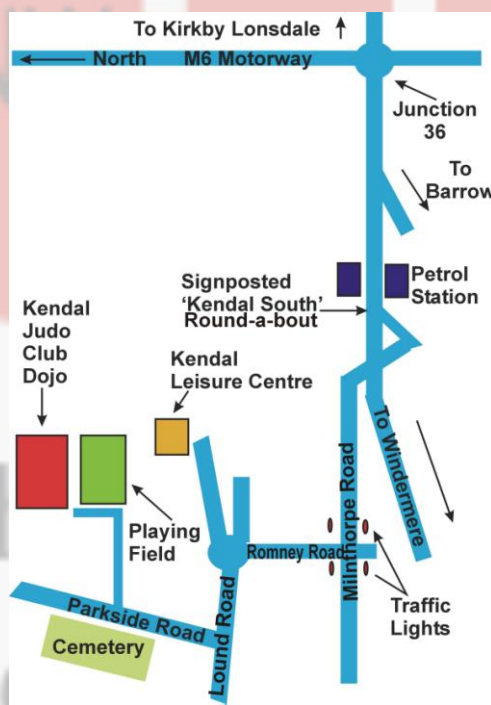 To Kirkby Lonsdale
North
M6 Motorway
Junction
36
To
Barrow
Petrol
Station
Signposted
'Kendal South'
Round-a-bout
Kendal
Judo
Club
Dojo
Kendal
Leisure Centre
To Windermere
Milnthorpe Road
Playing
Field
Romney Road
Traffic
Lights
Parkside Road
Lound Road
Cemetery